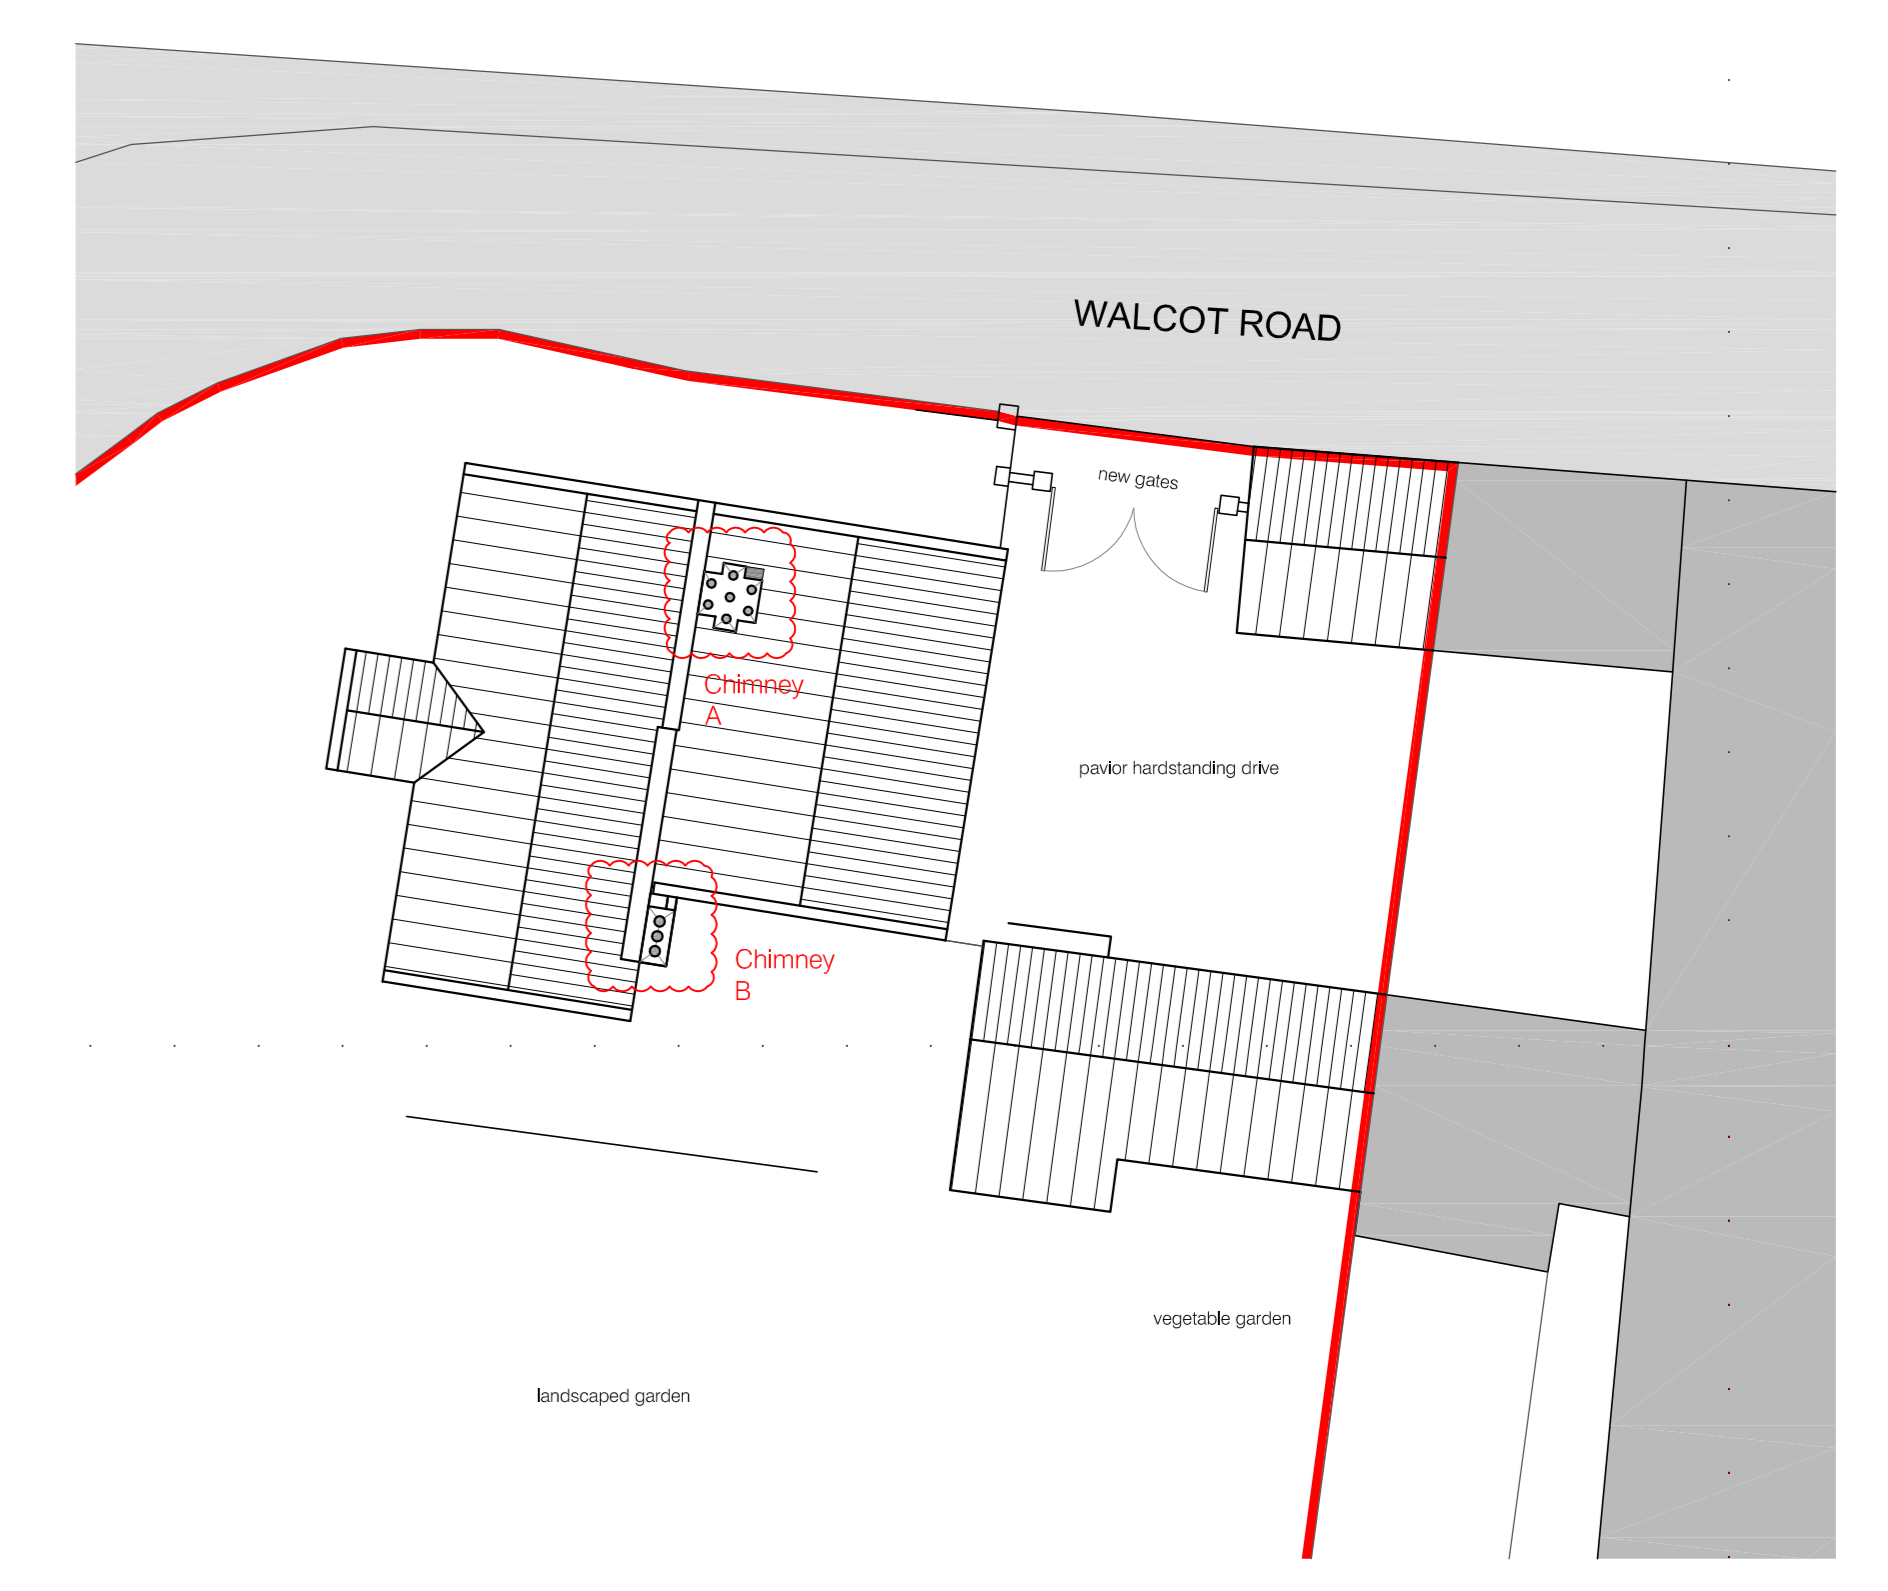 WALCOT ROAD
new gates
Chimney
A
pavior hardstanding drive
Chimney
B
vegetable garden
landscaped garden